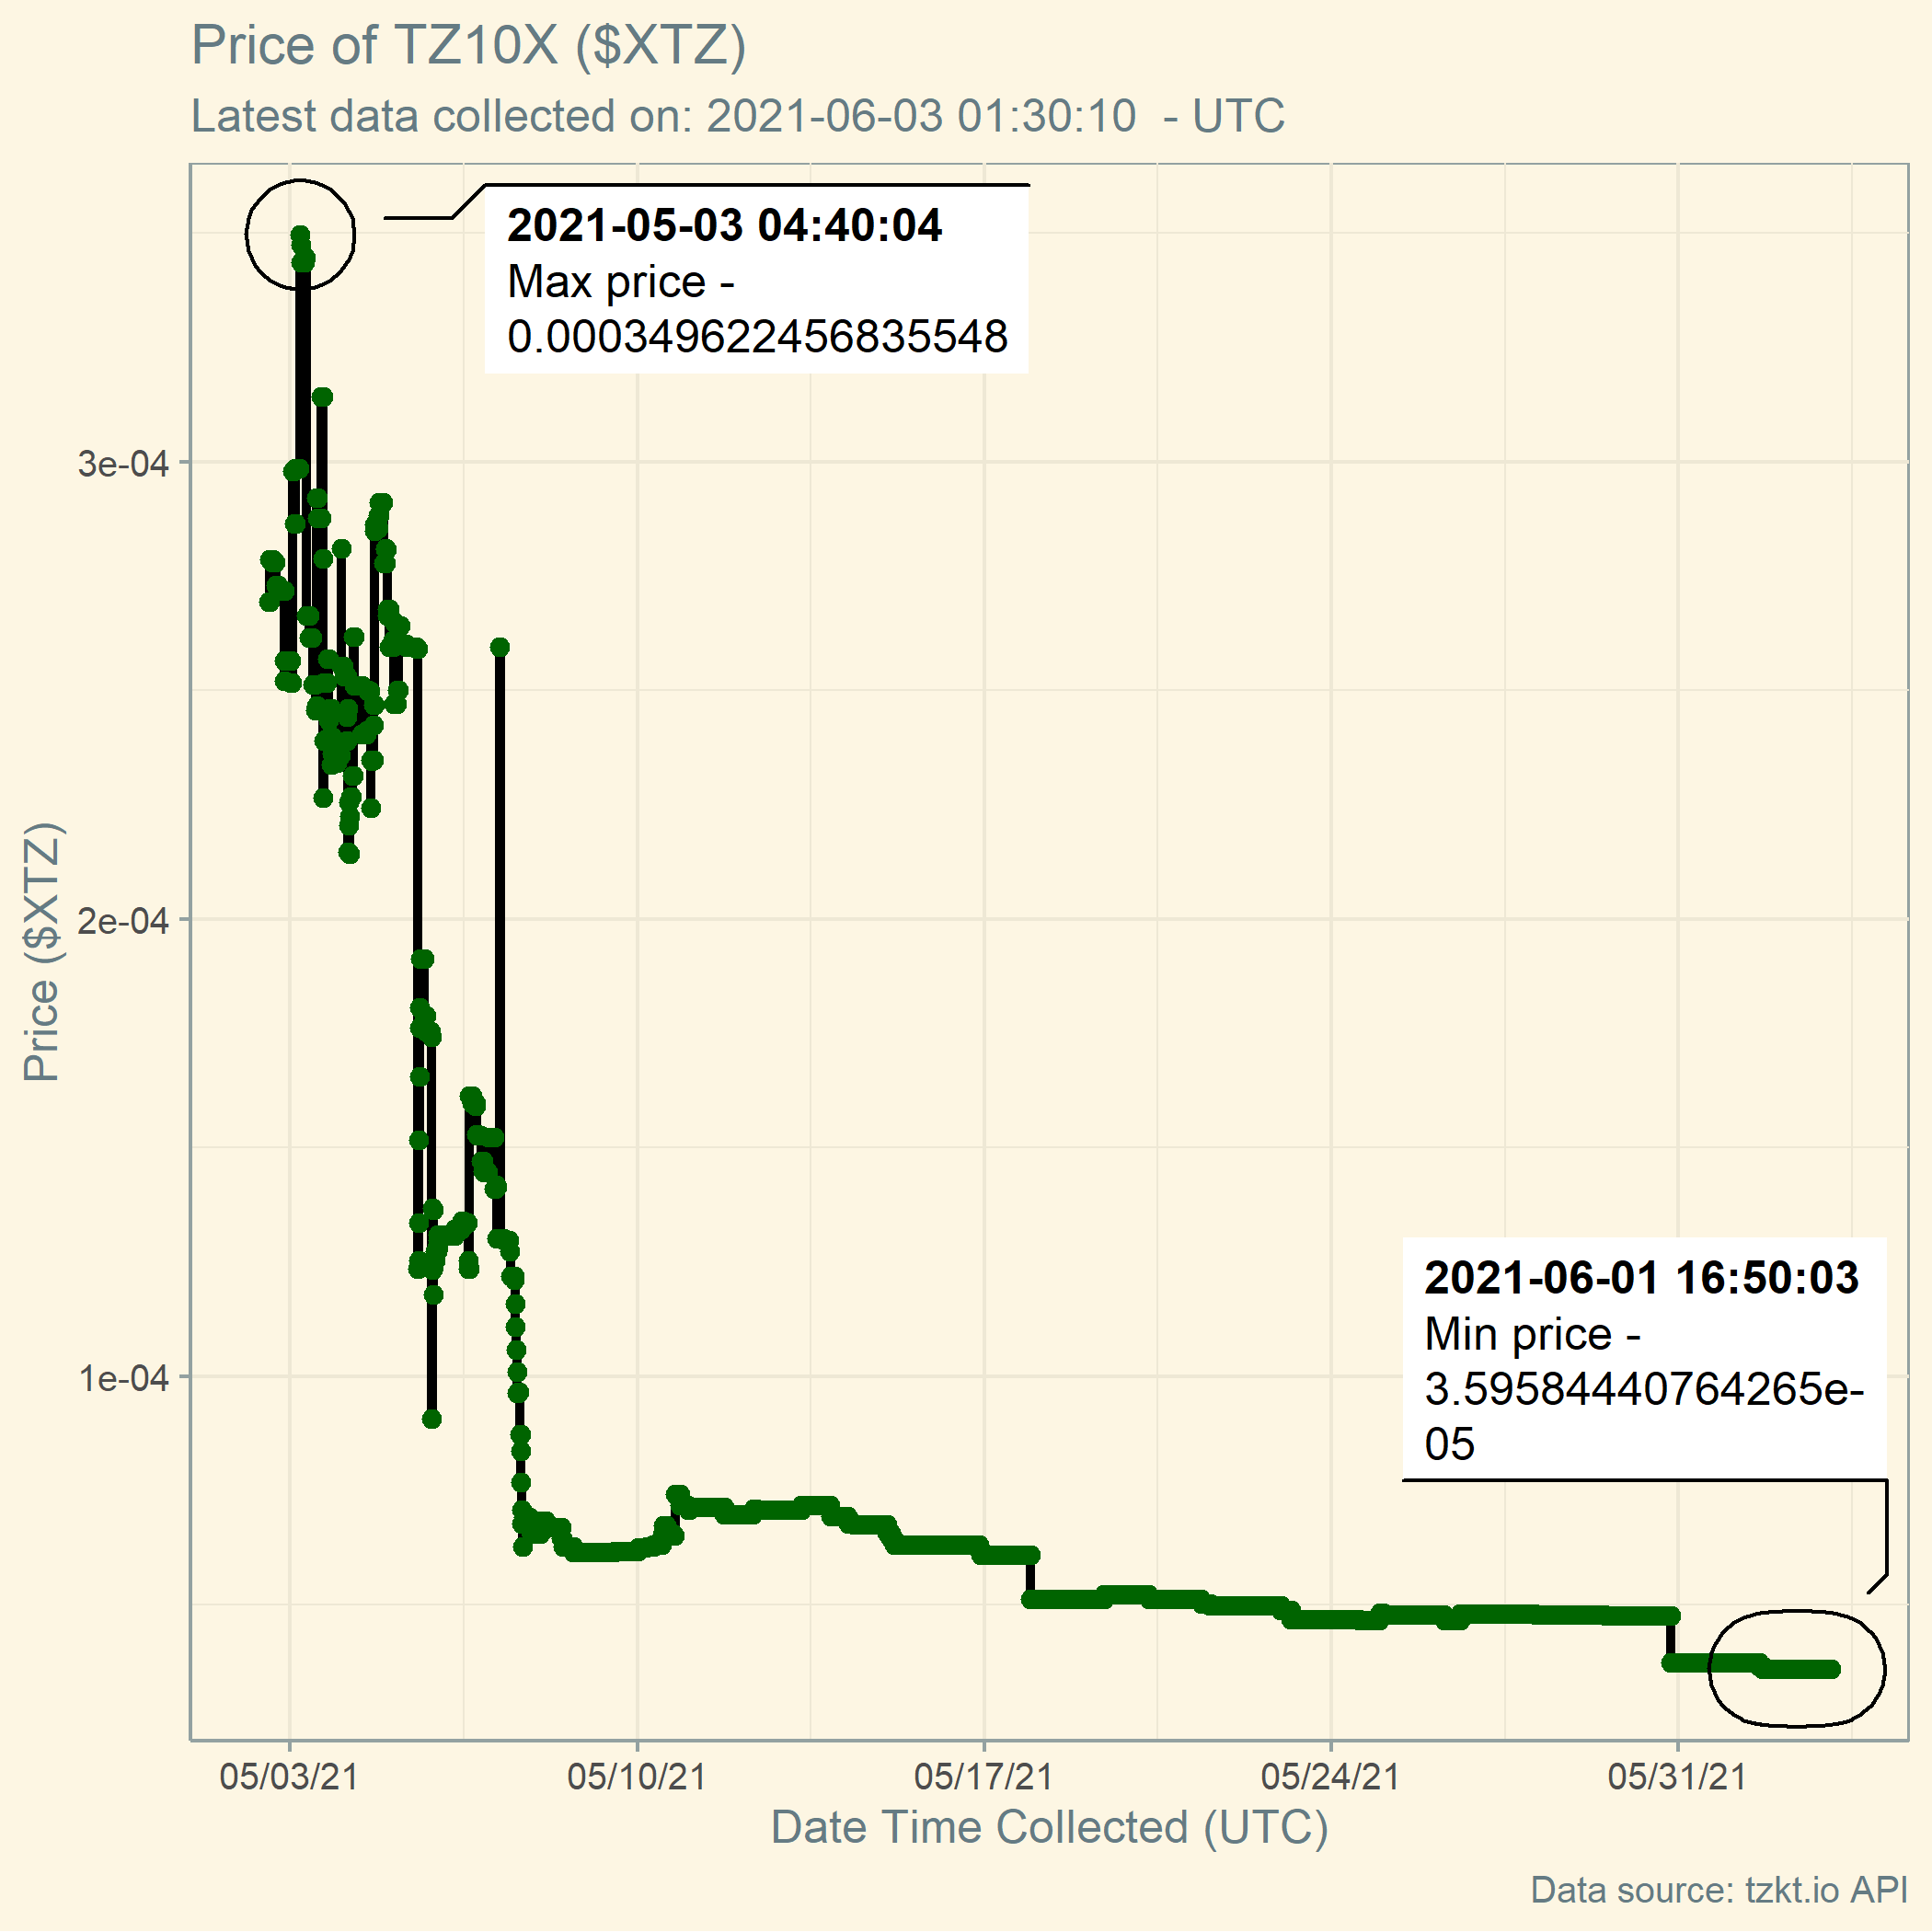 Price of TZ10X ($XTZ)
Latest data collected on: 2021-06-03 01:30:10  - UTC
2021-05-03 04:40:04
Max price -
0.0003496224568355​48
3e-04
2e-04
1e-04
Price ($XTZ)
2021-06-01 16:50:03
Min price -
3.59584440764265e-
05
05/03/21
05/10/21
05/17/21
05/24/21
05/31/21
Date Time Collected (UTC)
Data source: tzkt.io API